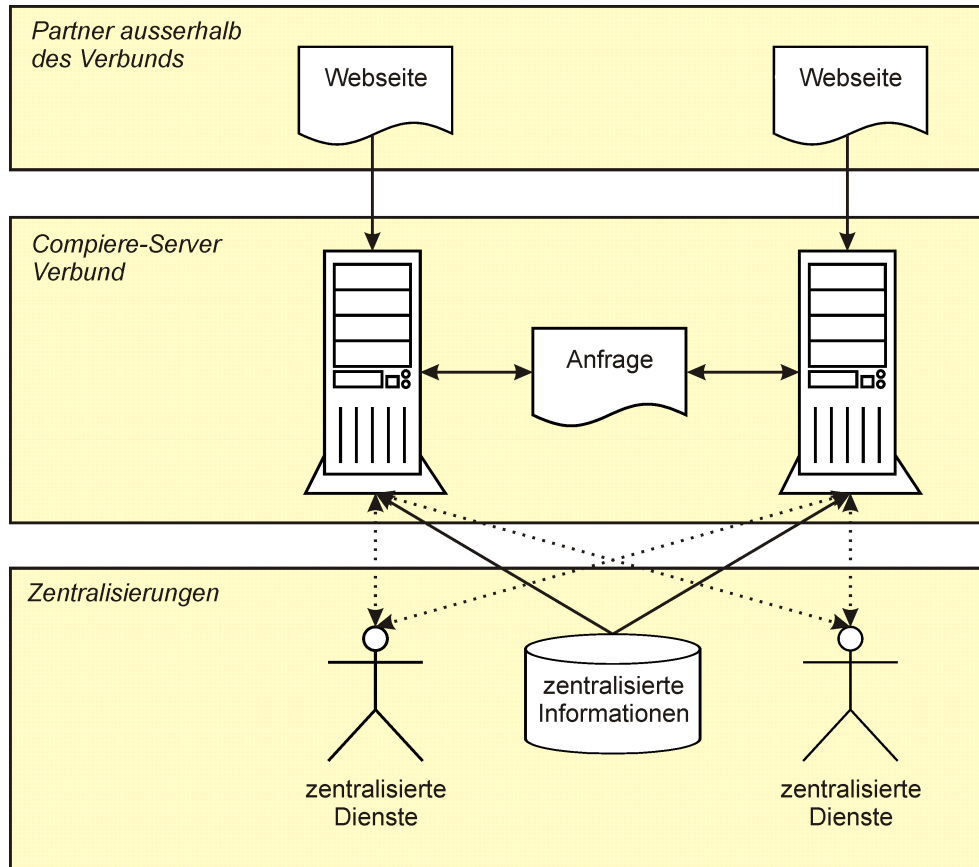 Partner ausserhalb
des Verbunds
Webseite
Webseite
Compiere-Server
Verbund
Anfrage
Zentralisierungen
zentralisierte
Informationen
zentralisierte
Dienste
zentralisierte
Dienste